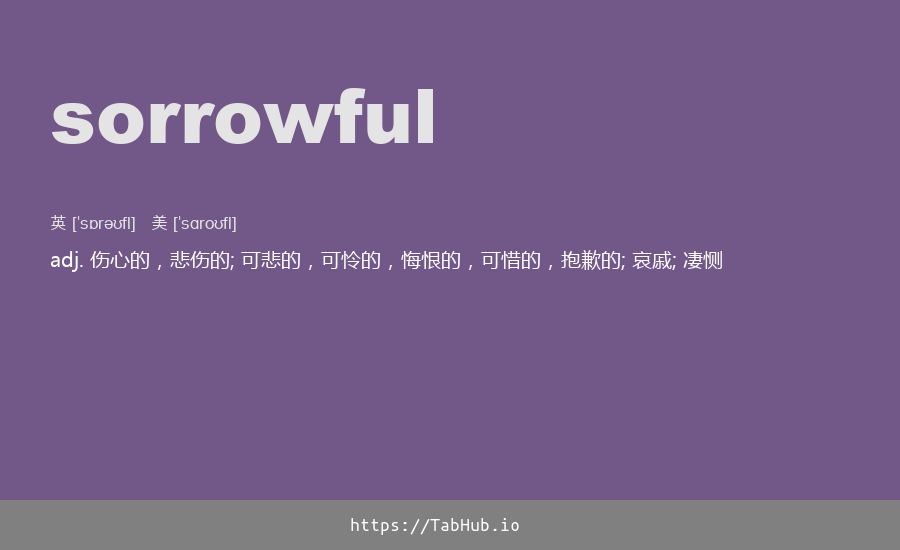 sorrowful
英 [ˈsɒrəʊfl] 美 [ˈsɑroʊfl]
adj. 伤心的，悲伤的; 可悲的，可怜的，悔恨的，可惜的，抱歉的; 哀戚; 凄恻
https://TabHub.io